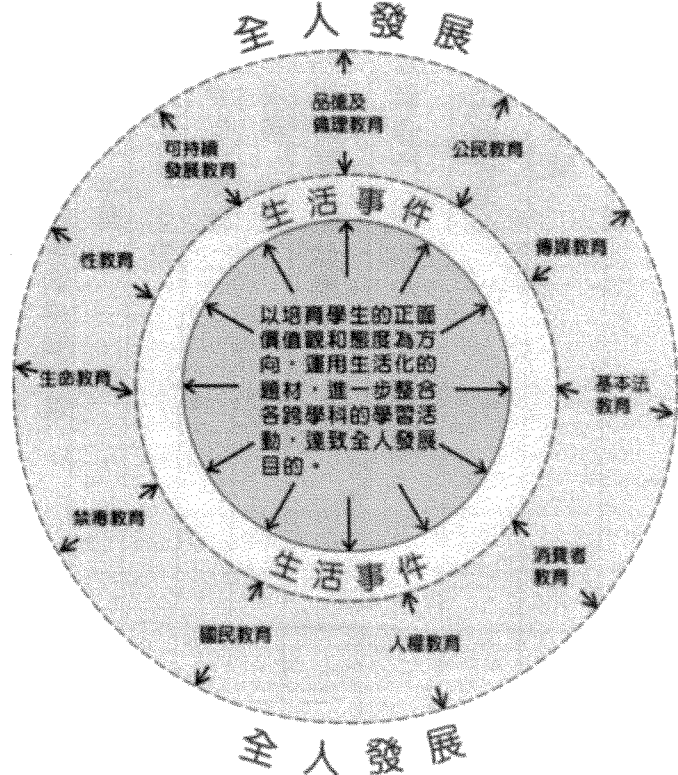 全人發展
品德及
倫理教育
公民教育
傳媒教育
基本法
教育
消費者
教育
人權教育
國民教育
禁毒教育
生命教育
性教育
可持續
發展教育
生活事件
以培育學生的正面
價值觀和態度為方
向，運用生活化的
題材，進一步整合
各跨學科的學習活
動，達致全人發展
目的。
生活事件
全人發展